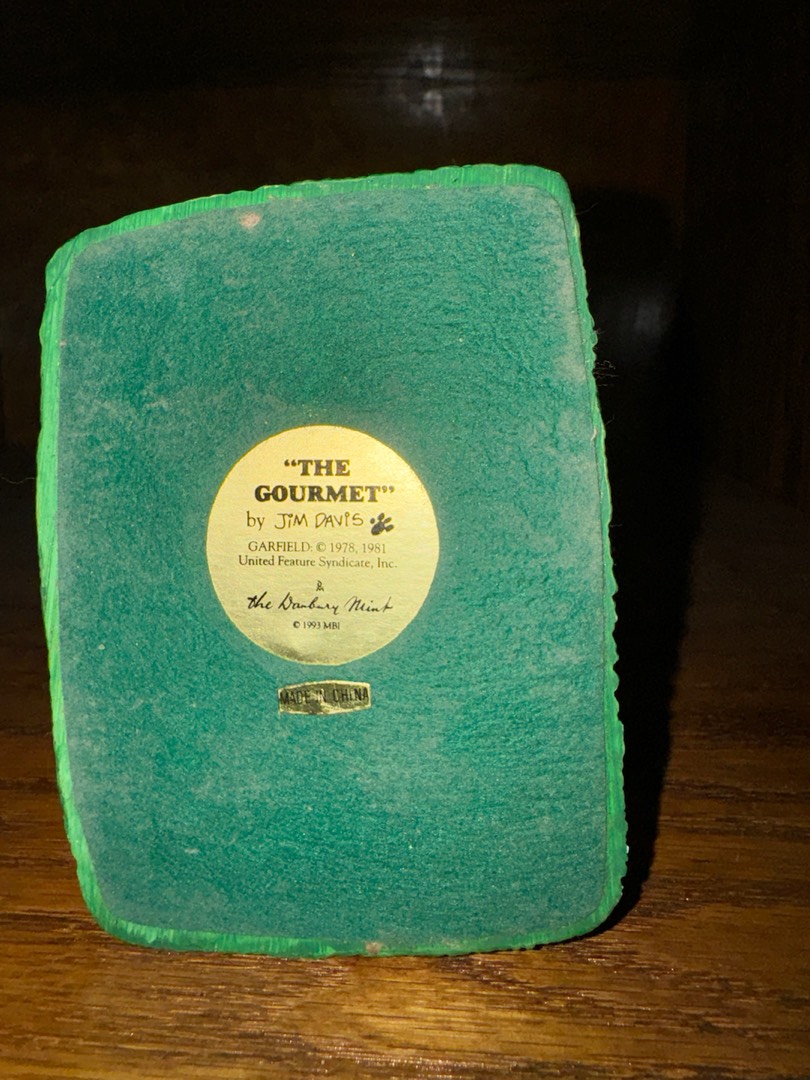 “THE
GOURMET”
by JIM DAVIS
GARFIELD: © 1978, 1981
United Feature Syndicate, Inc.
&
the Danbury Mint
© 1993 MBI
MADE IN CHINA